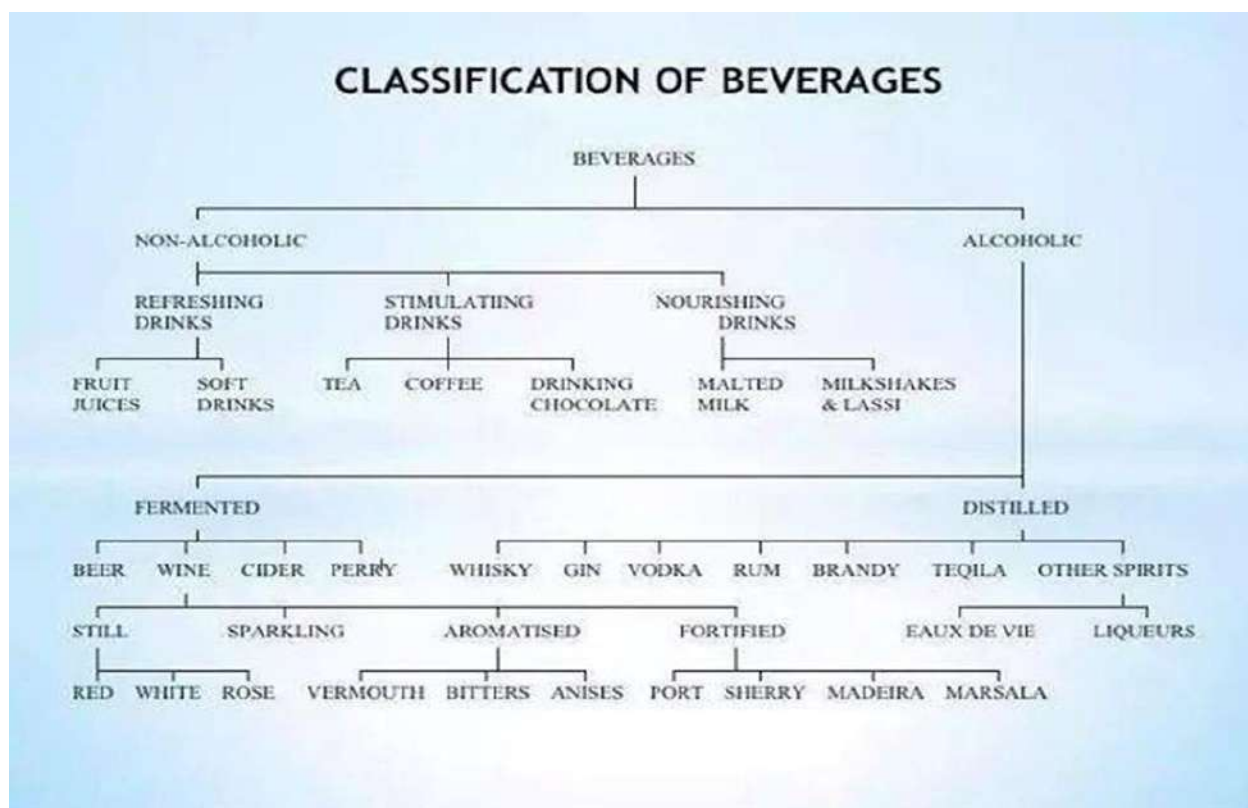 CLASSIFICATION OF BEVERAGES
BEVERAGES
NON-ALCOHOLIC ALCOHOLIC
REFRESHING STIMULATIING NOURISHING
DRINKS DRINKS DRINKS
FRUIT SOFT TEA COFFEE DRINKING MALTED MILKSHAKES
JUICES DRINKS CHOCOLATE MILK & LASSI
FERMENTED DISTILLED
BEER WINE CIDER PERRY WHISKY GIN VODKA RUM BRANDY TEQILA OTHER SPIRITS
STILL SPARKLING AROMATISED FORTIFIED EAUX DE VIE LIQUEURS
RED WHITE ROSE VERMOUTH BITTERS ANISES PORT SHERRY MADEIRA MARSALA